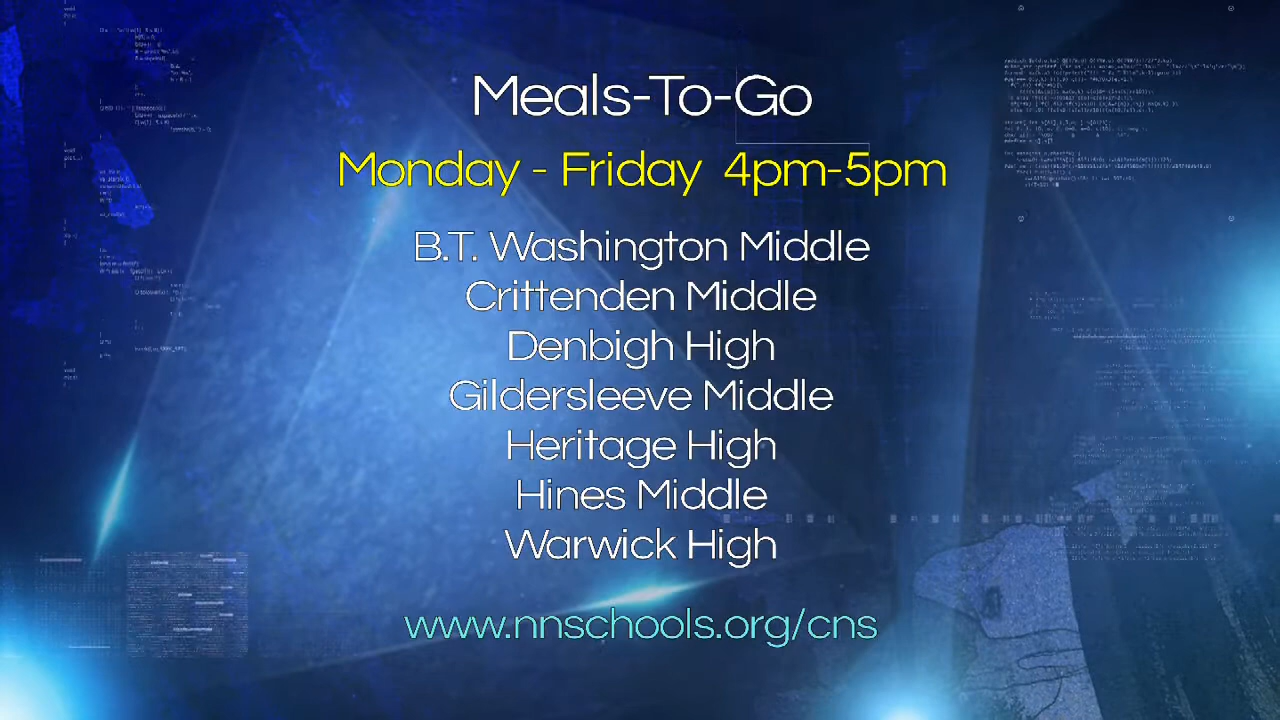 Meals-To-Go
Monday - Friday 4pm-5pm
B.T. Washington Middle
Crittenden Middle
Denbigh High
Gildersleeve Middle
Heritage High
Hines Middle
Warwick High
www.nnschools.org/cns